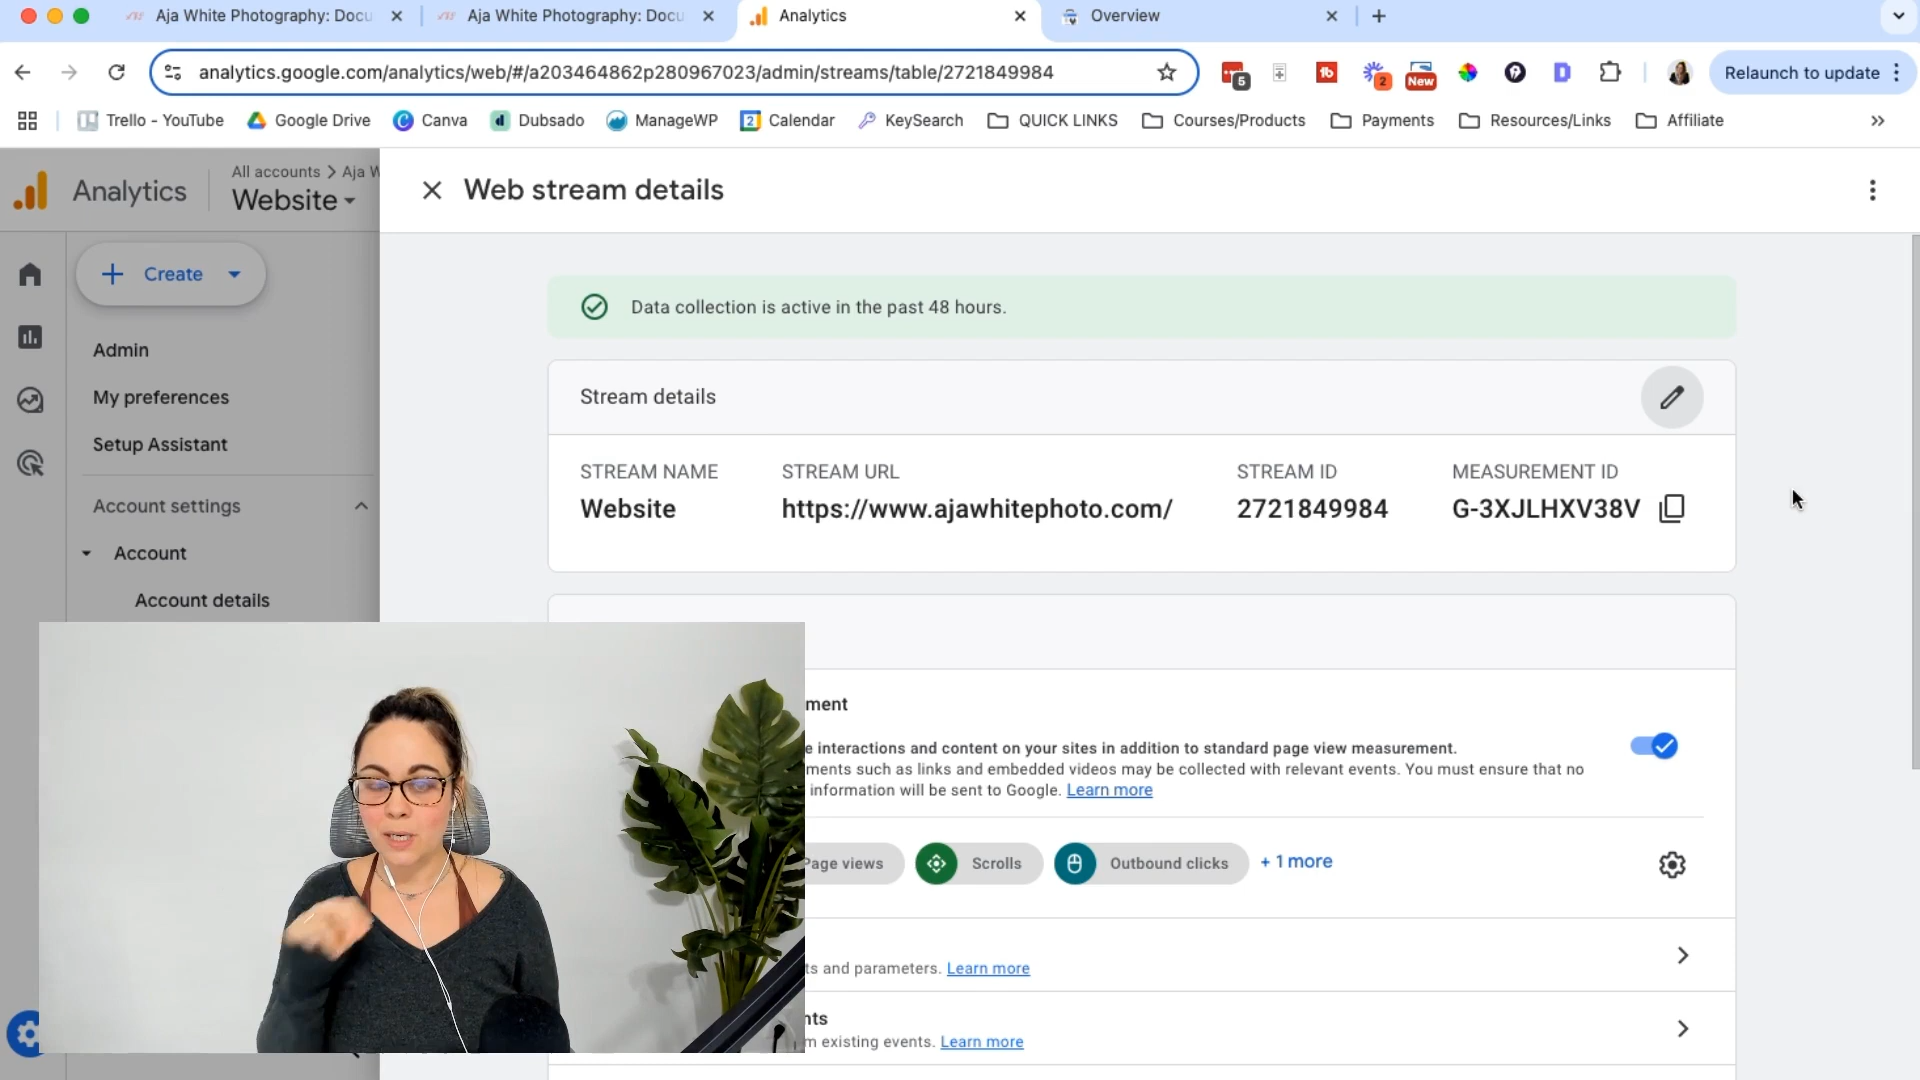 Aja White Photography: Docu
Aja White Photography: Docu
Analytics
Overview
analytics.google.com/analytics/web/#/a203464862p280967023/admin/streams/table/2721849984
5
2
New
Relaunch to update
Trello - YouTube
Google Drive
Canva
Dubsado
ManageWP
2 Calendar
KeySearch
QUICK LINKS
Courses/Products
Payments
Resources/Links
Affiliate
Analytics
All accounts > Aja W
Website
Create
Admin
My preferences
Setup Assistant
Account settings
Account
Account details
Web stream details
Data collection is active in the past 48 hours.
Stream details
STREAM NAME
Website
STREAM URL
https://www.ajawhitephoto.com/
STREAM ID
2721849984
MEASUREMENT ID
G-3XJLHXV38V
ment
e interactions and content on your sites in addition to standard page view measurement.
ments such as links and embedded videos may be collected with relevant events. You must ensure that no
information will be sent to Google. Learn more
Page views
Scrolls
Outbound clicks
+ 1 more
ts and parameters. Learn more
nts
m existing events. Learn more